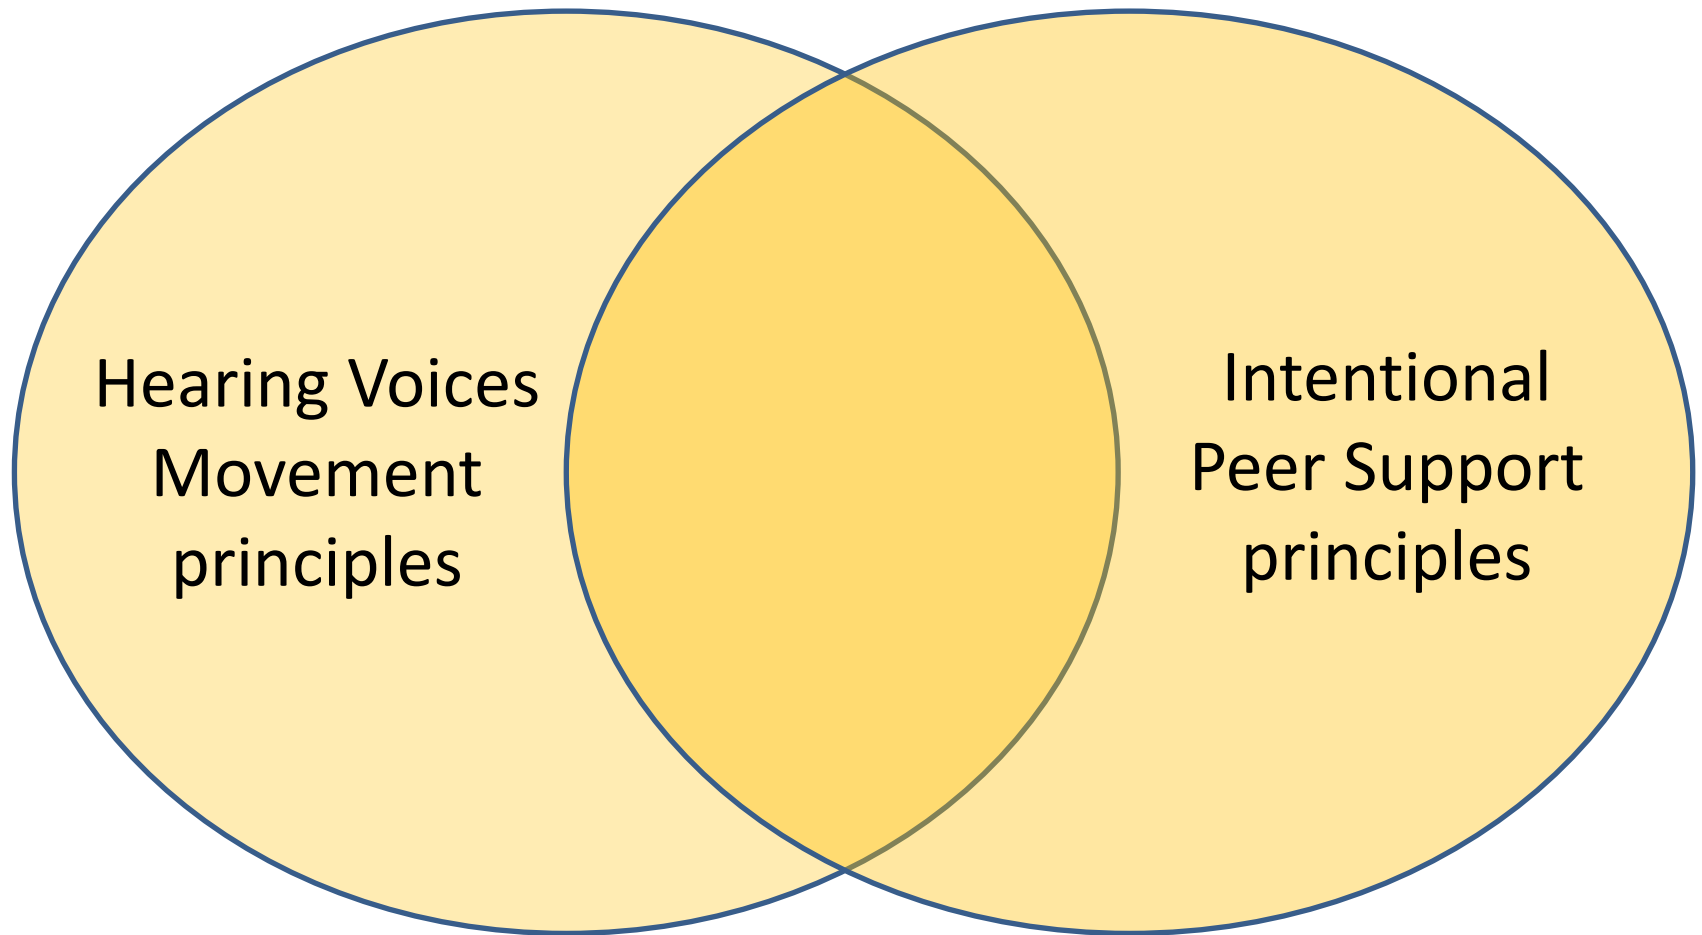 Hearing Voices
Movement
principles
Intentional
Peer Support
principles